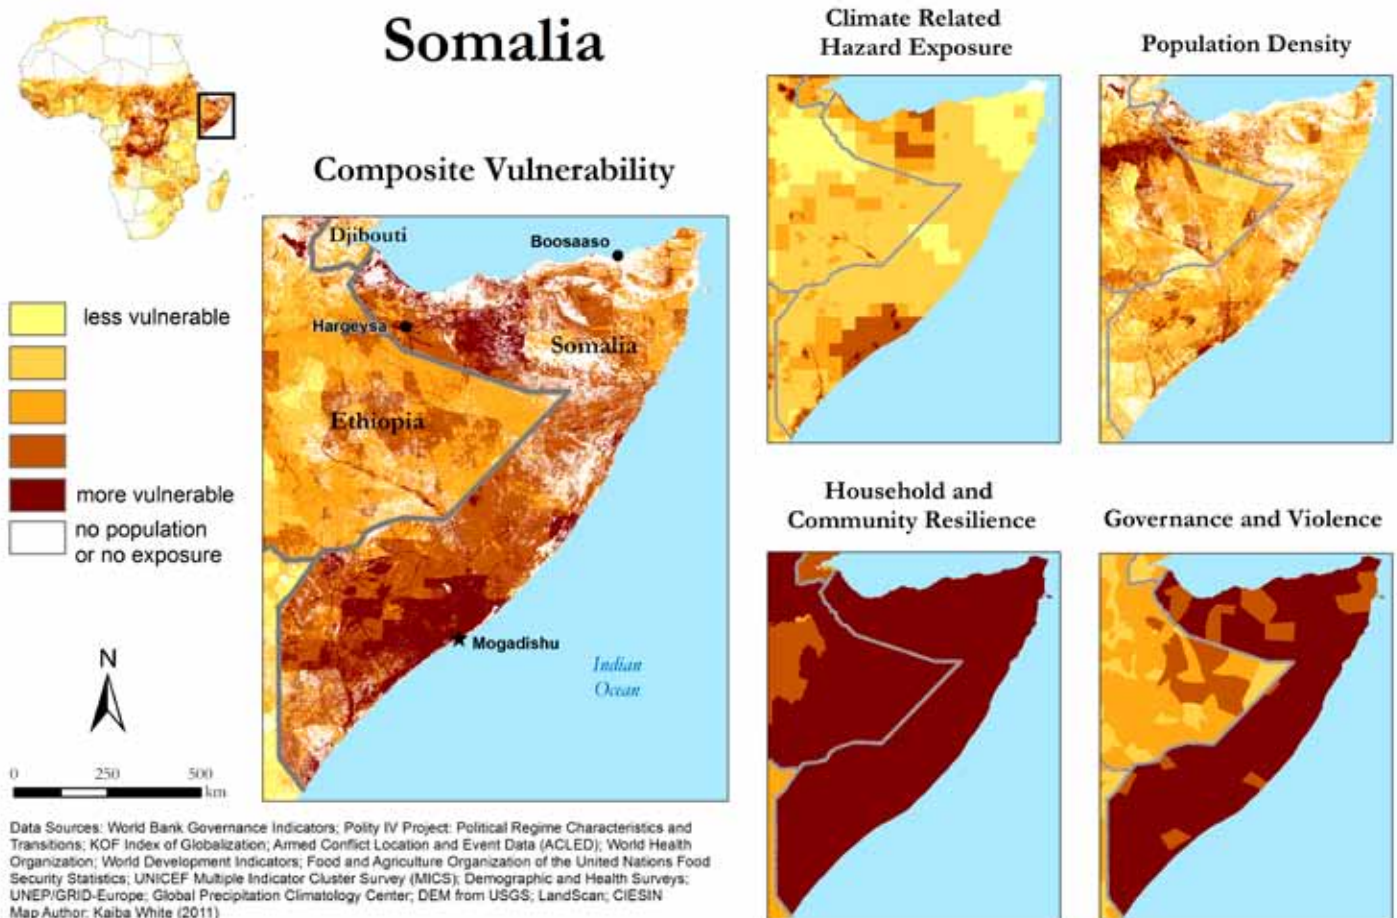 Somalia
Climate Related
Hazard Exposure
Population Density
Composite Vulnerability
Djibouti
Boosaaso
Hargeysa
Somalia
Ethiopia
Mogadishu
Indian
Ocean
less vulnerable
more vulnerable
no population
or no exposure
Household and
Community Resilience
Governance and Violence
N
0 250 500
km
Data Sources: World Bank Governance Indicators; Polity IV Project: Political Regime Characteristics and
Transitions; KOF Index of Globalization; Armed Conflict Location and Event Data (ACLED); World Health
Organization; World Development Indicators; Food and Agriculture Organization of the United Nations Food
Security Statistics; UNICEF Multiple Indicator Cluster Survey (MICS); Demographic and Health Surveys;
UNEP/GRID-Europe; Global Precipitation Climatology Center; DEM from USGS; LandScan; CIESIN
Map Author: Kaiba White (2011)